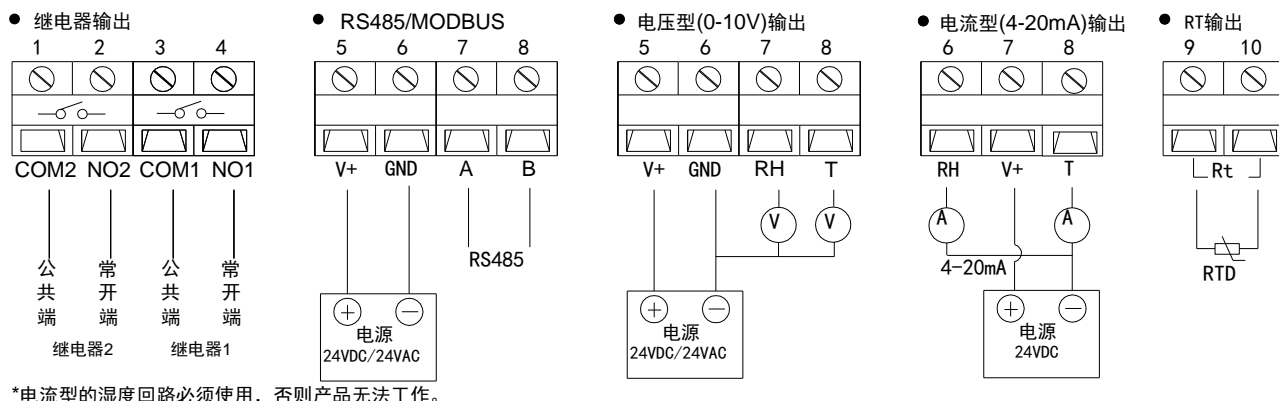 ● 继电器输出
1 2 3 4
COM2 NO2 COM1 NO1
公共端 常开端 公共端 常开端
继电器2 继电器1
● RS485/MODBUS
5 6 7 8
V+ GND A B
RS485
电源
24VDC/24VAC
● 电压型(0-10V)输出
5 6 7 8
V+ GND RH T
V V
电源
24VDC/24VAC
● 电流型(4-20mA)输出
6 7 8
RH V+ T
A A
4-20mA
电源
24VDC
● RT输出
9 10
Rt
RTD
*电流型的湿度回路必须使用，否则产品无法工作。